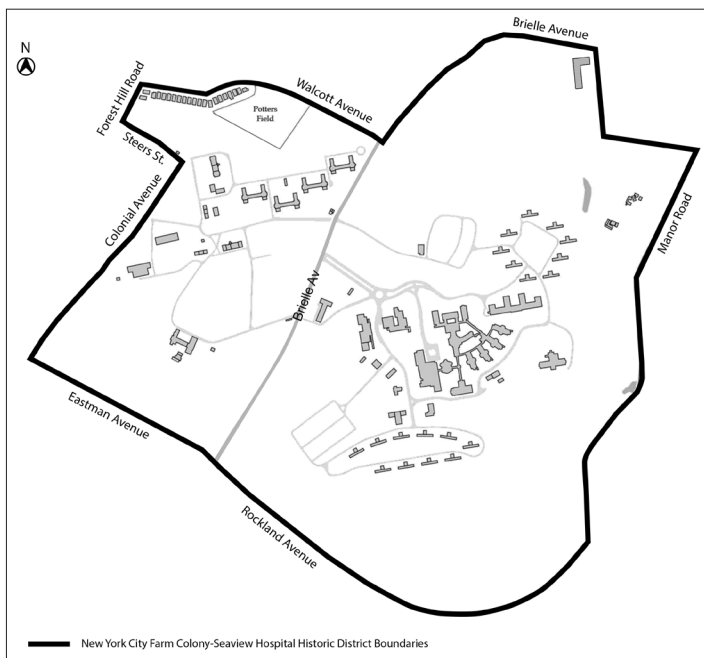 Brielle Avenue
N
Forest Hill Road
Walcott Avenue
Potters
Field
Steers St.
Colonial Avenue
Manor Road
Brielle Av
Eastman Avenue
Rockland Avenue
New York City Farm Colony-Seaview Hospital Historic District Boundaries